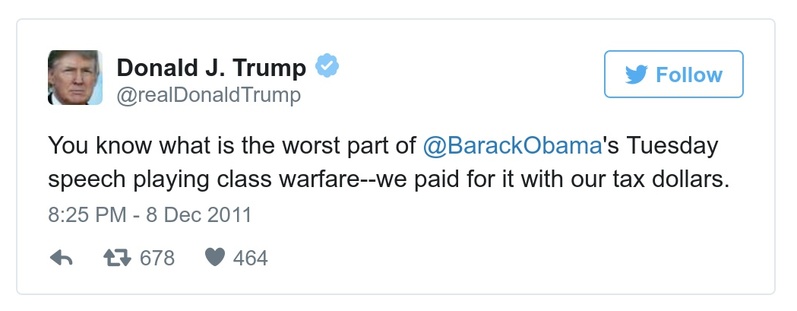 Donald J. Trump
@realDonaldTrump
Follow
You know what is the worst part of @BarackObama's Tuesday
speech playing class warfare--we paid for it with our tax dollars.
8:25 PM - 8 Dec 2011
678 464